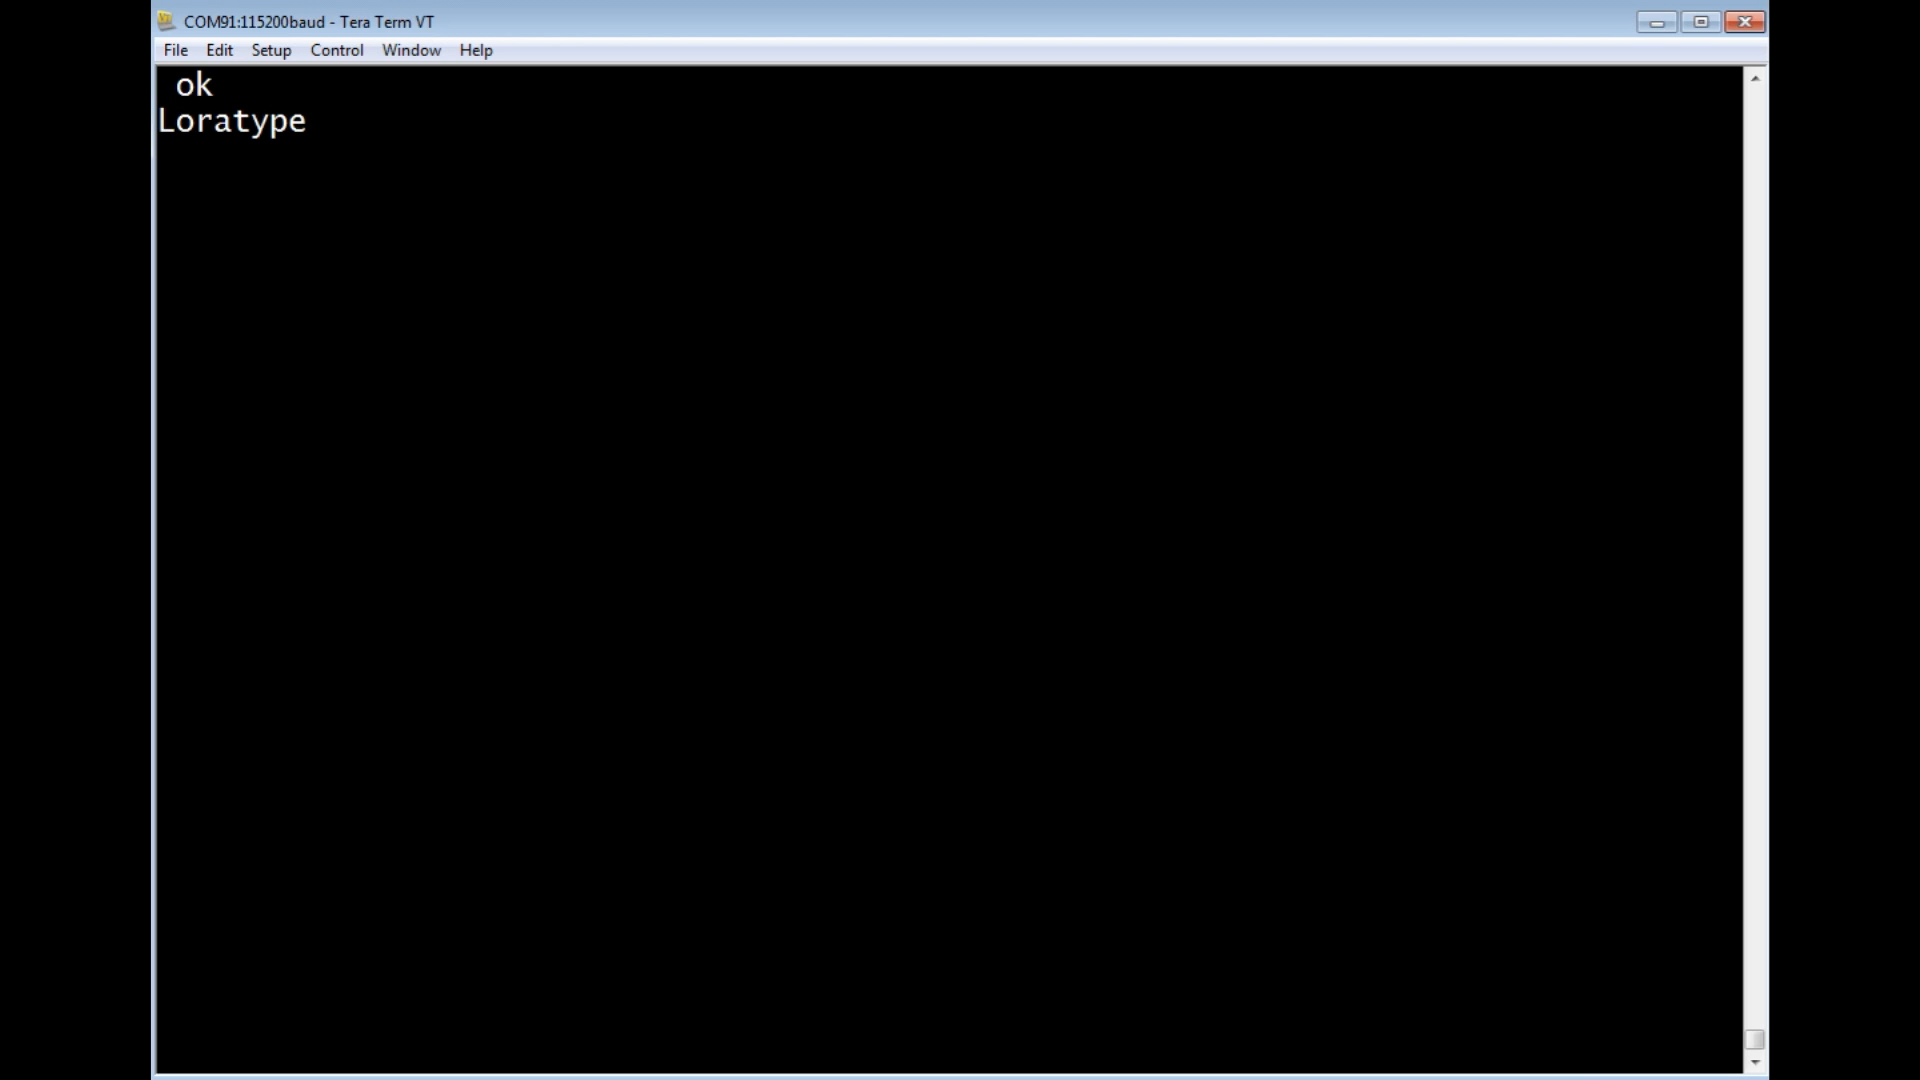 COM91:115200baud - Tera Term VT
File Edit Setup Control Window Help
ok
Loratype